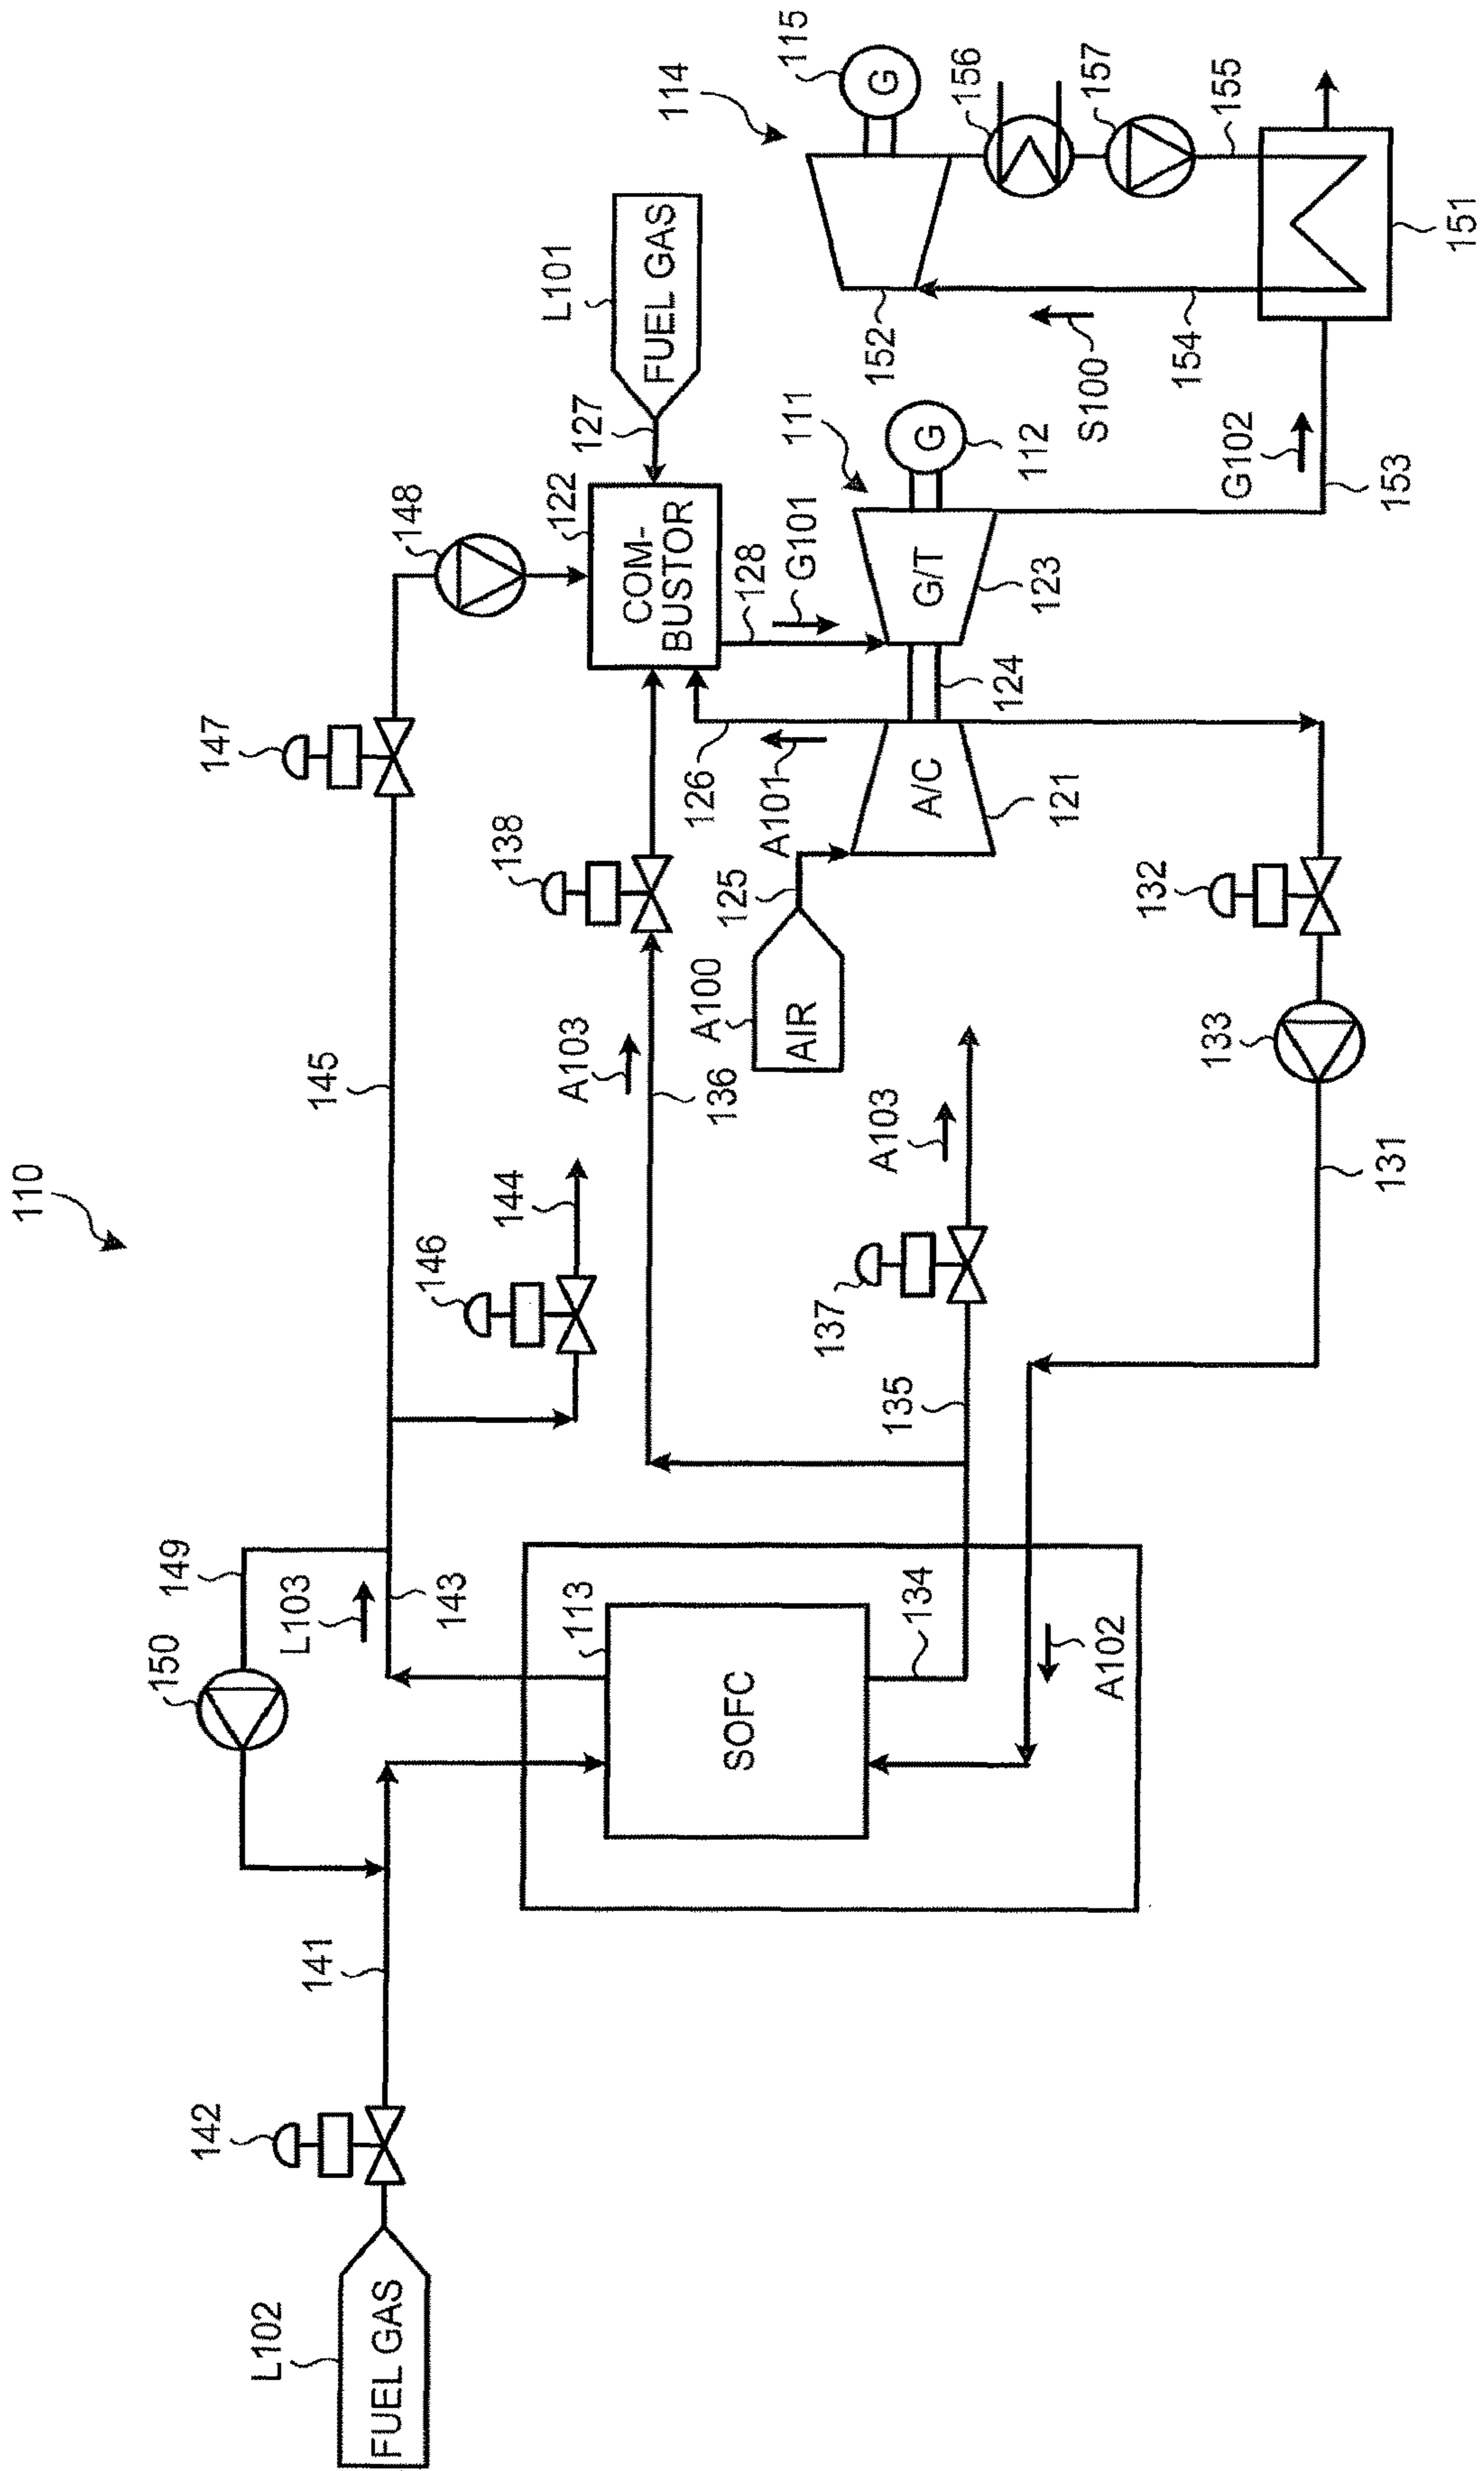 110
150
149
142
147
L102
L103
141
145
FUEL GAS
148
146
143
144
138
L101
122
113
A103
127
COM-
BUSTOR
FUEL GAS
114
126
A100
136
125
SOFC
128
A101
115
111
G101
AIR
137
G
152
A103
135
134
A/C
G/T
G
156
124
112
123
121
S100
157
A102
132
154
133
155
G102
131
153
151